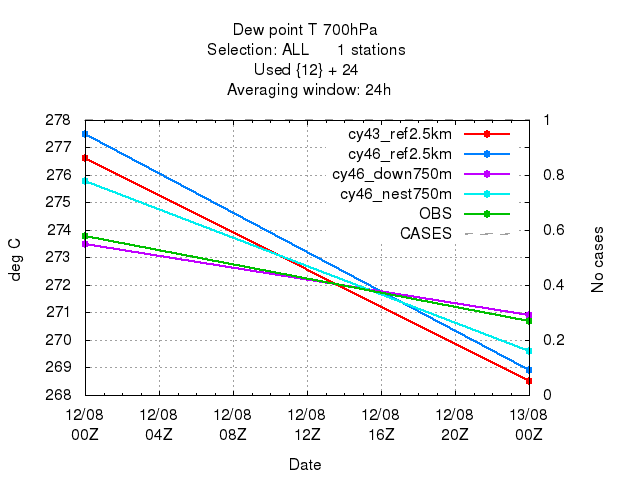 Dew point T 700hPa
Selection: ALL 1 stations
Used {12} + 24
Averaging window: 24h
278
277
276
275
274
273
272
271
270
269
268
deg C
1
0.8
0.6
0.4
0.2
0
No cases
cy43_ref2.5km
cy46_ref2.5km
cy46_down750m
cy46_nest750m
OBS
CASES
12/08 12/08 12/08 12/08 12/08 12/08 13/08
00Z 04Z 08Z 12Z 16Z 20Z 00Z
Date